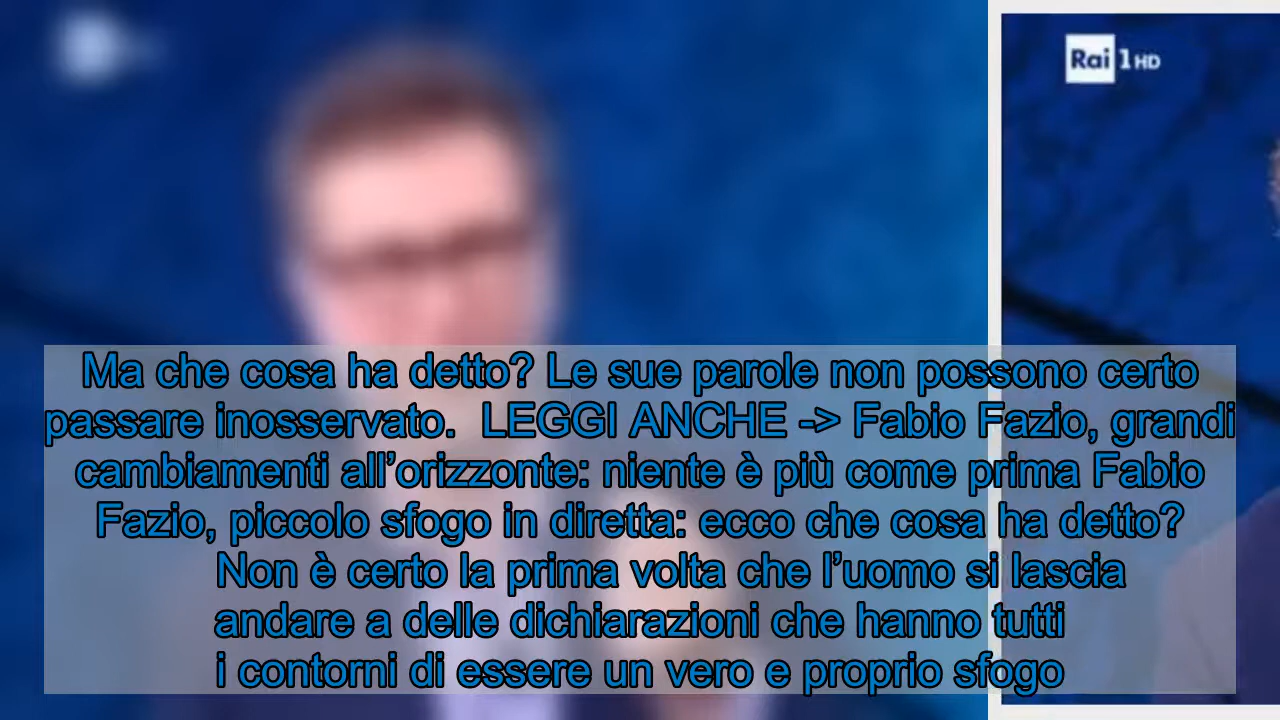 Rai 1 HD
Ma che cosa ha detto? Le sue parole non possono certo
passare inosservato.  LEGGI ANCHE -> Fabio Fazio, grandi
cambiamenti all’orizzonte: niente è più come prima Fabio
Fazio, piccolo sfogo in diretta: ecco che cosa ha detto?
Non è certo la prima volta che l’uomo si lascia
andare a delle dichiarazioni che hanno tutti
i contorni di essere un vero e proprio sfogo